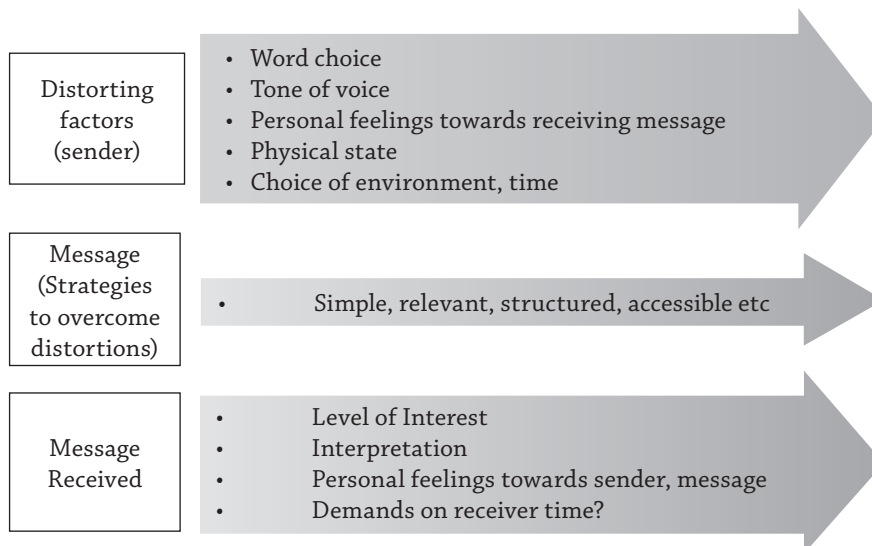 Distorting
factors
(sender)
• Word choice
• Tone of voice
• Personal feelings towards receiving message
• Physical state
• Choice of environment, time
Message
(Strategies
to overcome
distortions)
• Simple, relevant, structured, accessible etc
Message
Received
• Level of Interest
• Interpretation
• Personal feelings towards sender, message
• Demands on receiver time?